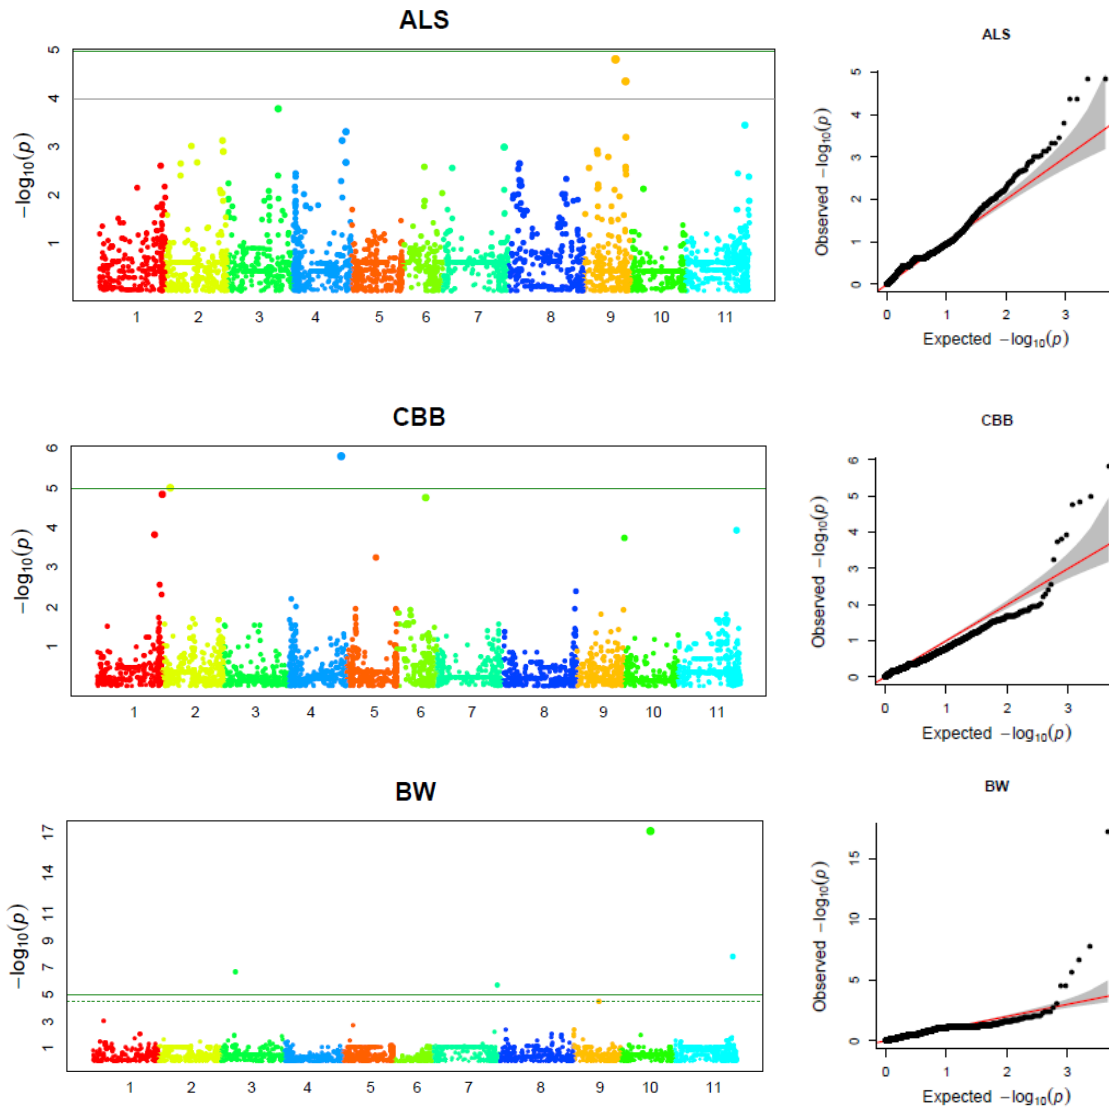 ALS
−log₁₀(p)
5
4
3
2
1
1 2 3 4 5 6 7 8 9 10 11
ALS
Observed −log₁₀(p)
5
4
3
2
1
0
0 1 2 3
Expected −log₁₀(p)
CBB
−log₁₀(p)
6
5
4
3
2
1
1 2 3 4 5 6 7 8 9 10 11
CBB
Observed −log₁₀(p)
6
5
4
3
2
1
0
0 1 2 3
Expected −log₁₀(p)
BW
−log₁₀(p)
17
14
11
9
7
5
3
1
1 2 3 4 5 6 7 8 9 10 11
BW
Observed −log₁₀(p)
15
10
5
0
0 1 2 3
Expected −log₁₀(p)